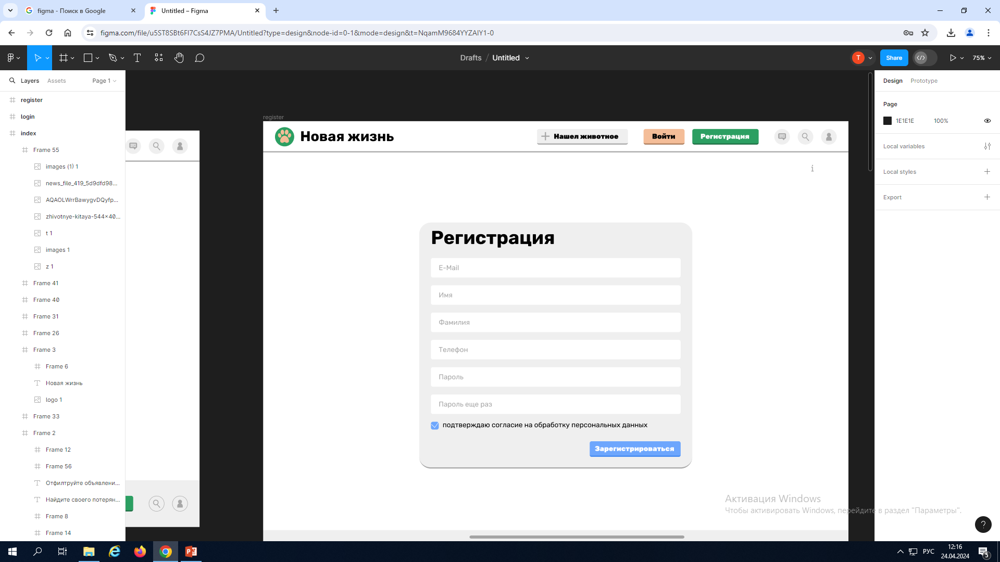 figma - Поиск в Google
Untitled – Figma
figma.com/file/u5ST8SBt6Fl7CsS4JZ7PMA/Untitled?type=design&node-id=0-1&mode=design&t=NqamM9684YYZAlY1-0
Drafts / Untitled
T
Share
75%
Layers
Assets
Page 1
register
login
index
Frame 55
images (1) 1
news_file_419_5d9dfd98...
AQAOLWrrBawygvDQyfp...
zhivotnye-kitaya-544×40...
t 1
images 1
z 1
Frame 41
Frame 40
Frame 31
Frame 26
Frame 3
Frame 6
Новая жизнь
logo 1
Frame 33
Frame 2
Frame 12
Frame 56
Отфилтруйте объявлени...
Найдите своего потерян...
Frame 8
Frame 14
register
Новая жизнь
Нашел животное
Войти
Регистрация
i
Регистрация
E-Mail
Имя
Фамилия
Телефон
Пароль
Пароль еще раз
подтверждаю согласие на обработку персональных данных
Зарегистрироваться
Design
Prototype
Page
1E1E1E
100%
Local variables
Local styles
Export
Активация Windows
Чтобы активировать Windows, перейдите в раздел "Параметры".
?
РУС
12:16
24.04.2024
5